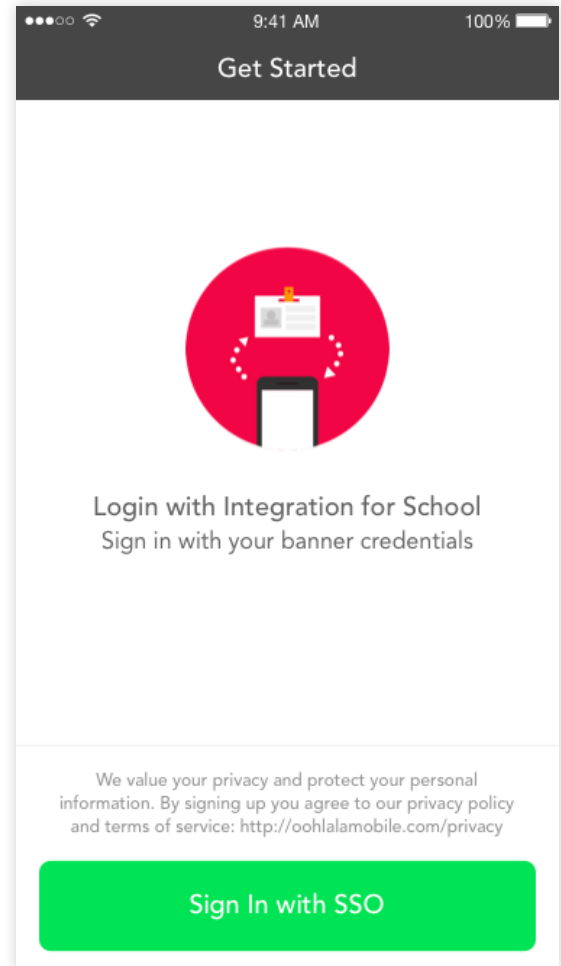 9:41 AM
100%
Get Started
Login with Integration for School
Sign in with your banner credentials
We value your privacy and protect your personal
information. By signing up you agree to our privacy policy
and terms of service: http://oohlalamobile.com/privacy
Sign In with SSO